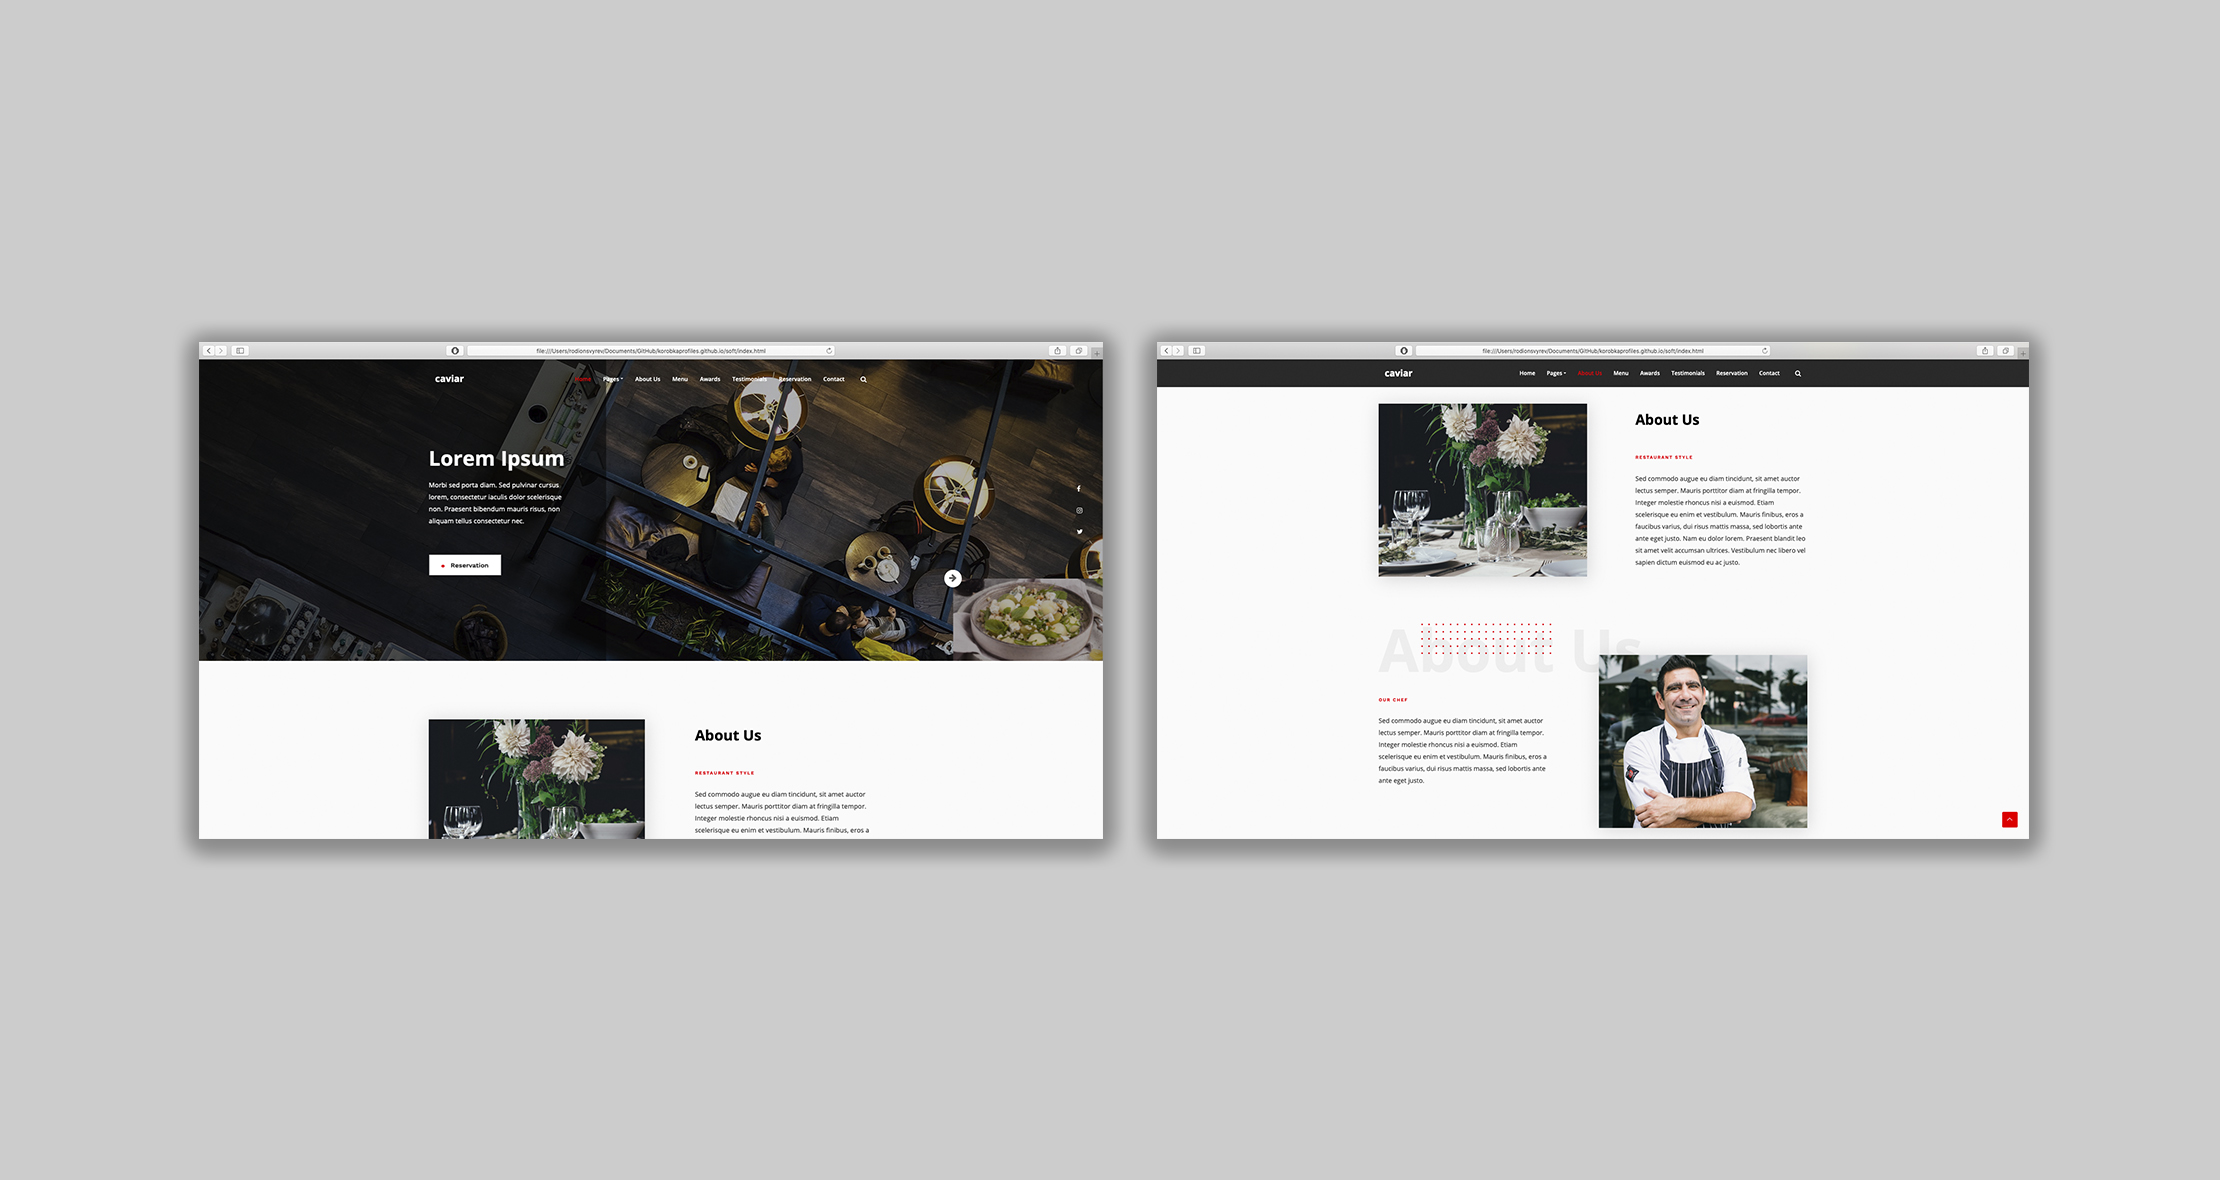 file:///Users/rodionsvyrev/Documents/GitHub/korobkaprofiles.github.io/soft/index.html
caviar
Home Pages About Us Menu Awards Testimonials Reservation Contact
Lorem Ipsum
Morbi sed porta diam. Sed pulvinar cursus
lorem, consectetur iaculis dolor scelerisque
non. Praesent bibendum mauris risus, non
aliquam tellus consectetur nec.
Reservation
About Us
RESTAURANT STYLE
Sed commodo augue eu diam tincidunt, sit amet auctor
lectus semper. Mauris porttitor diam at fringilla tempor.
Integer molestie rhoncus nisi a euismod. Etiam
scelerisque eu enim et vestibulum. Mauris finibus, eros a
file:///Users/rodionsvyrev/Documents/GitHub/korobkaprofiles.github.io/soft/index.html
caviar
Home Pages About Us Menu Awards Testimonials Reservation Contact
About Us
RESTAURANT STYLE
Sed commodo augue eu diam tincidunt, sit amet auctor
lectus semper. Mauris porttitor diam at fringilla tempor.
Integer molestie rhoncus nisi a euismod. Etiam
scelerisque eu enim et vestibulum. Mauris finibus, eros a
faucibus varius, dui risus mattis massa, sed lobortis ante
ante eget justo. Nam eu dolor lorem. Praesent blandit leo
sit amet velit accumsan ultrices. Vestibulum nec libero vel
sapien dictum euismod eu ac justo.
About Us
OUR CHEF
Sed commodo augue eu diam tincidunt, sit amet auctor
lectus semper. Mauris porttitor diam at fringilla tempor.
Integer molestie rhoncus nisi a euismod. Etiam
scelerisque eu enim et vestibulum. Mauris finibus, eros a
faucibus varius, dui risus mattis massa, sed lobortis ante
ante eget justo.